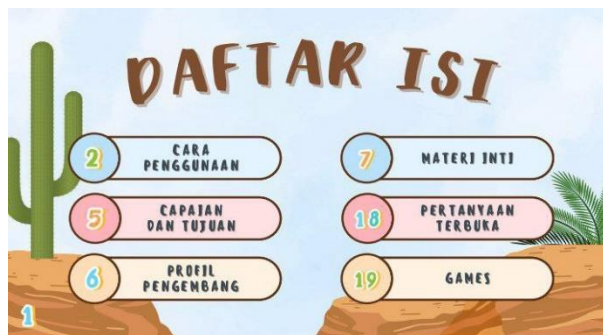 DAFTAR ISI
2
CARA
PENGGUNAAN
5
CAPAIAN
DAN TUJUAN
6
PROFIL
PENGEMBANG
7
MATERI INTI
18
PERTANYAAN
TERBUKA
19
GAMES
1